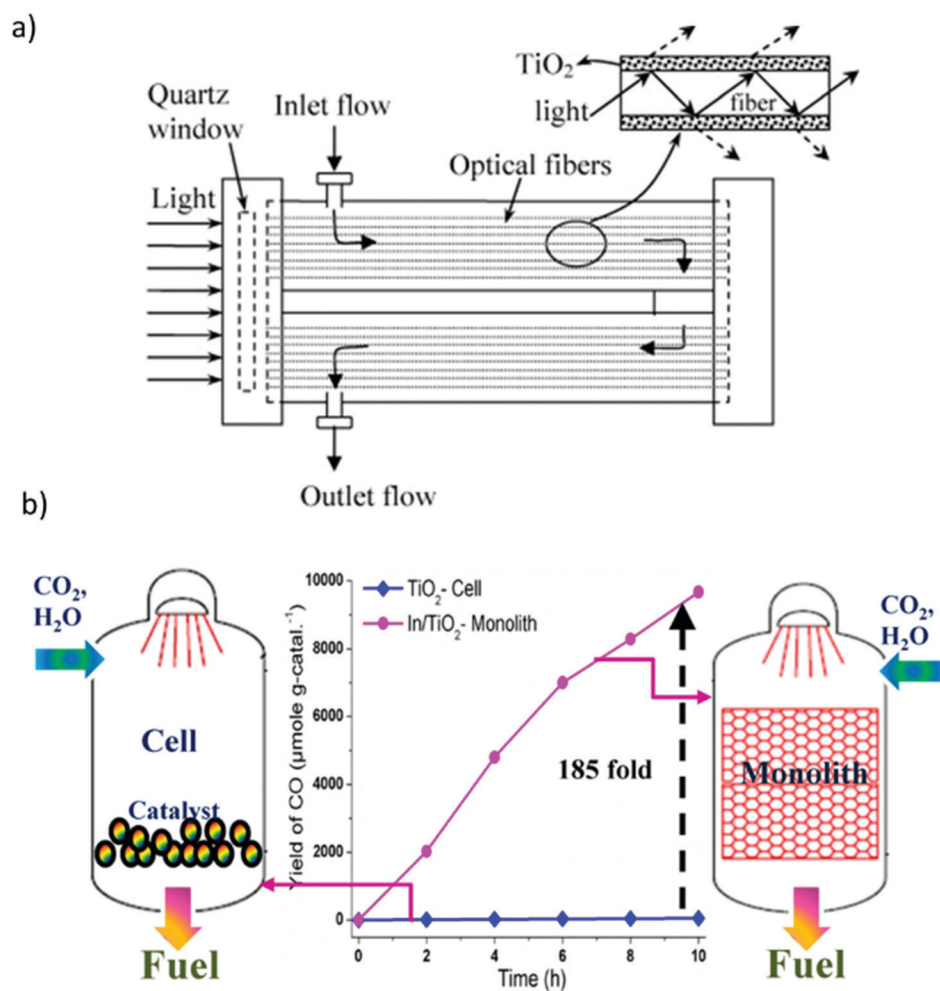 a)
TiO₂
light
fiber
Quartz
window
Inlet flow
Optical fibers
Light
Outlet flow
b)
CO₂,
H₂O
Cell
Catalyst
Fuel
Yield of CO (µmole g-catal.⁻¹)
10000
8000
6000
4000
2000
0
TiO₂- Cell
In/TiO₂- Monolith
185 fold
0 2 4 6 8 10
Time (h)
CO₂,
H₂O
Monolith
Fuel